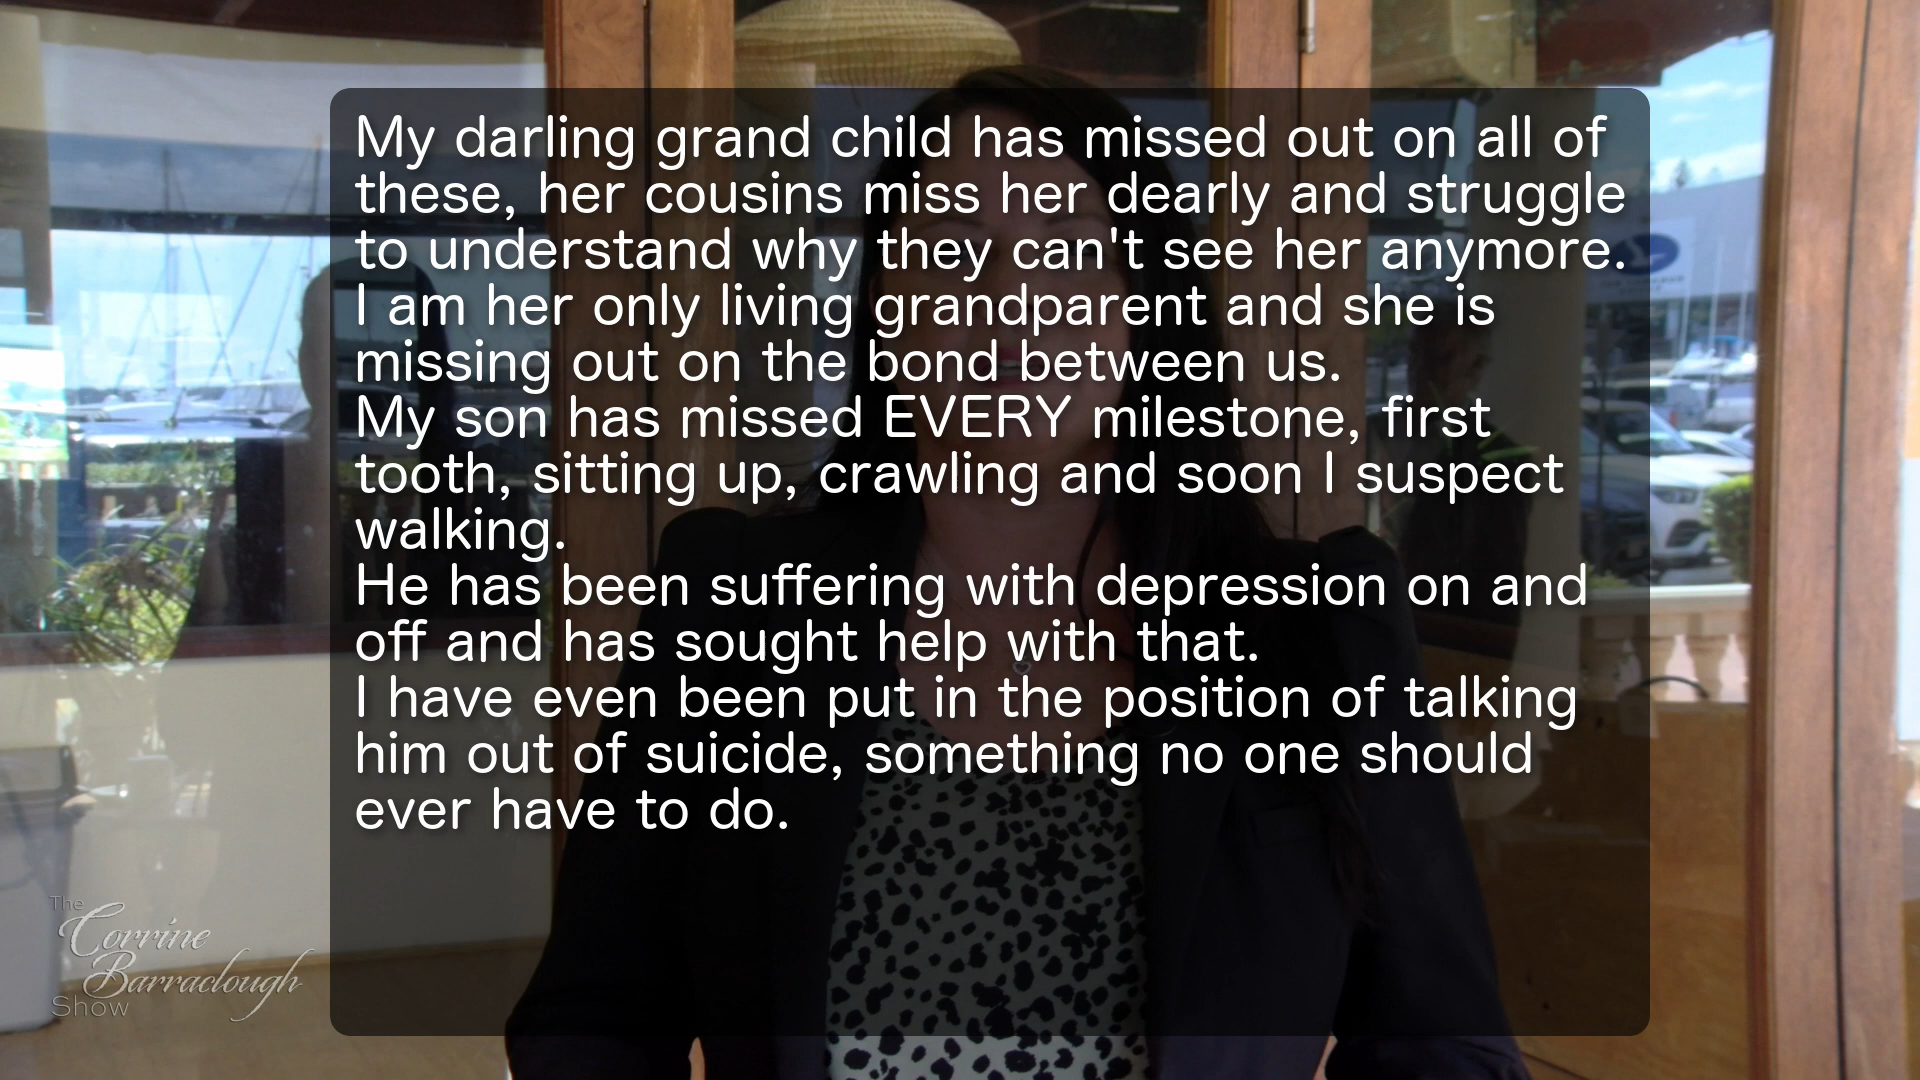 My darling grand child has missed out on all of
these, her cousins miss her dearly and struggle
to understand why they can't see her anymore.
I am her only living grandparent and she is
missing out on the bond between us.
My son has missed EVERY milestone, first
tooth, sitting up, crawling and soon I suspect
walking.
He has been suffering with depression on and
off and has sought help with that.
I have even been put in the position of talking
him out of suicide, something no one should
ever have to do.
The
Corrine
Barraclough
Show